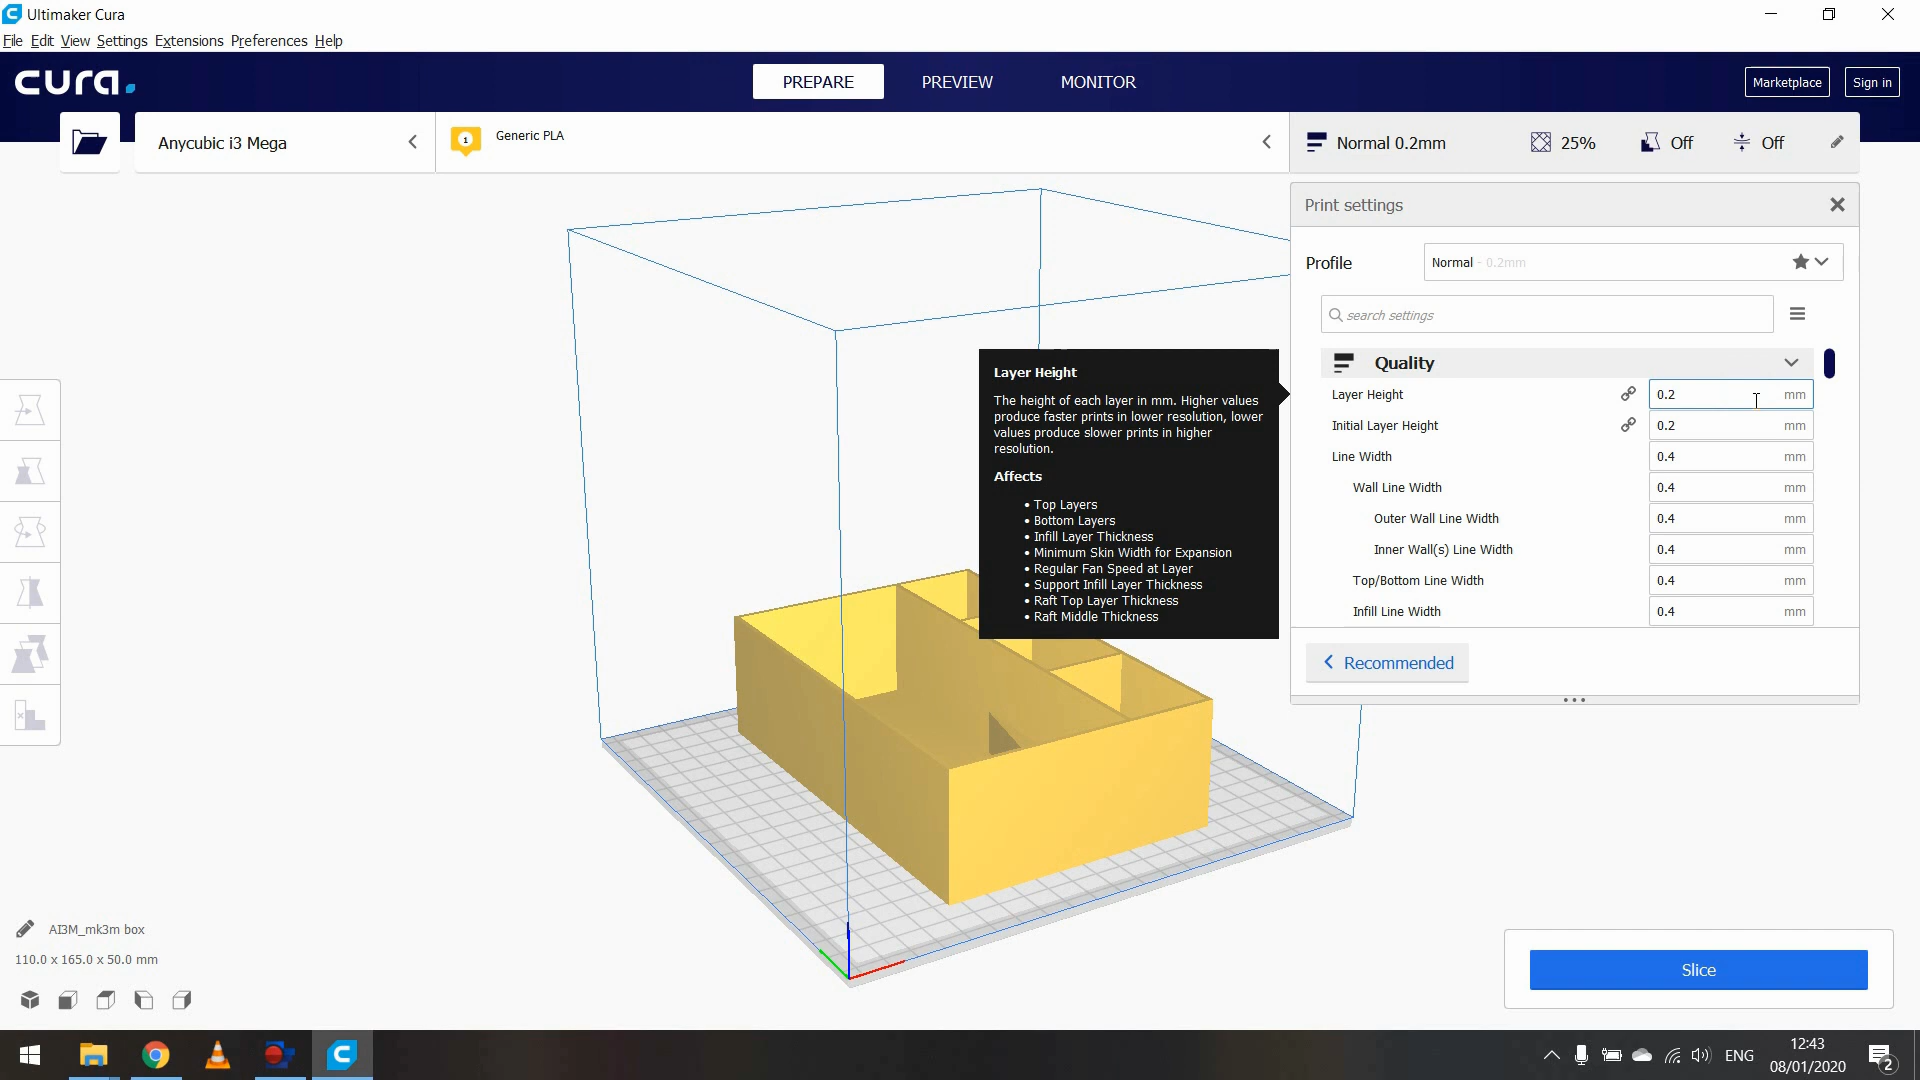 Ultimaker Cura
File Edit View Settings Extensions Preferences Help
cura.
PREPARE
PREVIEW
MONITOR
Marketplace
Sign in
Anycubic i3 Mega
1
Generic PLA
Normal 0.2mm
25%
Off
Off
Print settings
Profile
Normal - 0.2mm
search settings
Quality
Layer Height
0.2 mm
Initial Layer Height
0.2 mm
Line Width
0.4 mm
Wall Line Width
0.4 mm
Outer Wall Line Width
0.4 mm
Inner Wall(s) Line Width
0.4 mm
Top/Bottom Line Width
0.4 mm
Infill Line Width
0.4 mm
Recommended
Layer Height
The height of each layer in mm. Higher values
produce faster prints in lower resolution, lower
values produce slower prints in higher
resolution.
Affects
• Top Layers
• Bottom Layers
• Infill Layer Thickness
• Minimum Skin Width for Expansion
• Regular Fan Speed at Layer
• Support Infill Layer Thickness
• Raft Top Layer Thickness
• Raft Middle Thickness
AI3M_mk3m box
110.0 x 165.0 x 50.0 mm
Slice
ENG
12:43
08/01/2020
2